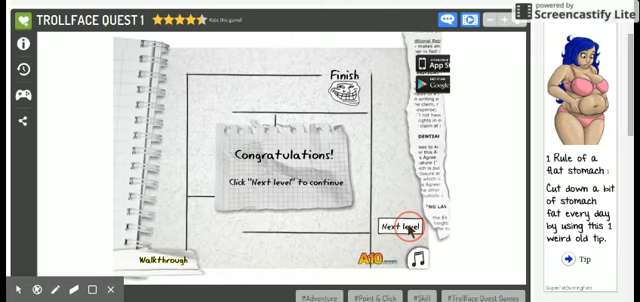 TROLLFACE QUEST 1
Rate this game!
powered by
Screencastify Lite
Finish
App S
Google
Congratulations!
Click "Next level" to continue
Next level
Walkthrough
A10
#Adventure
#Point & Click
#Skill
#Trollface Quest Games
1 Rule of a
flat stomach:
Cut down a bit
of stomach
fat every day
by using this 1
weird old tip.
Tip
SuperFatBurningFacts